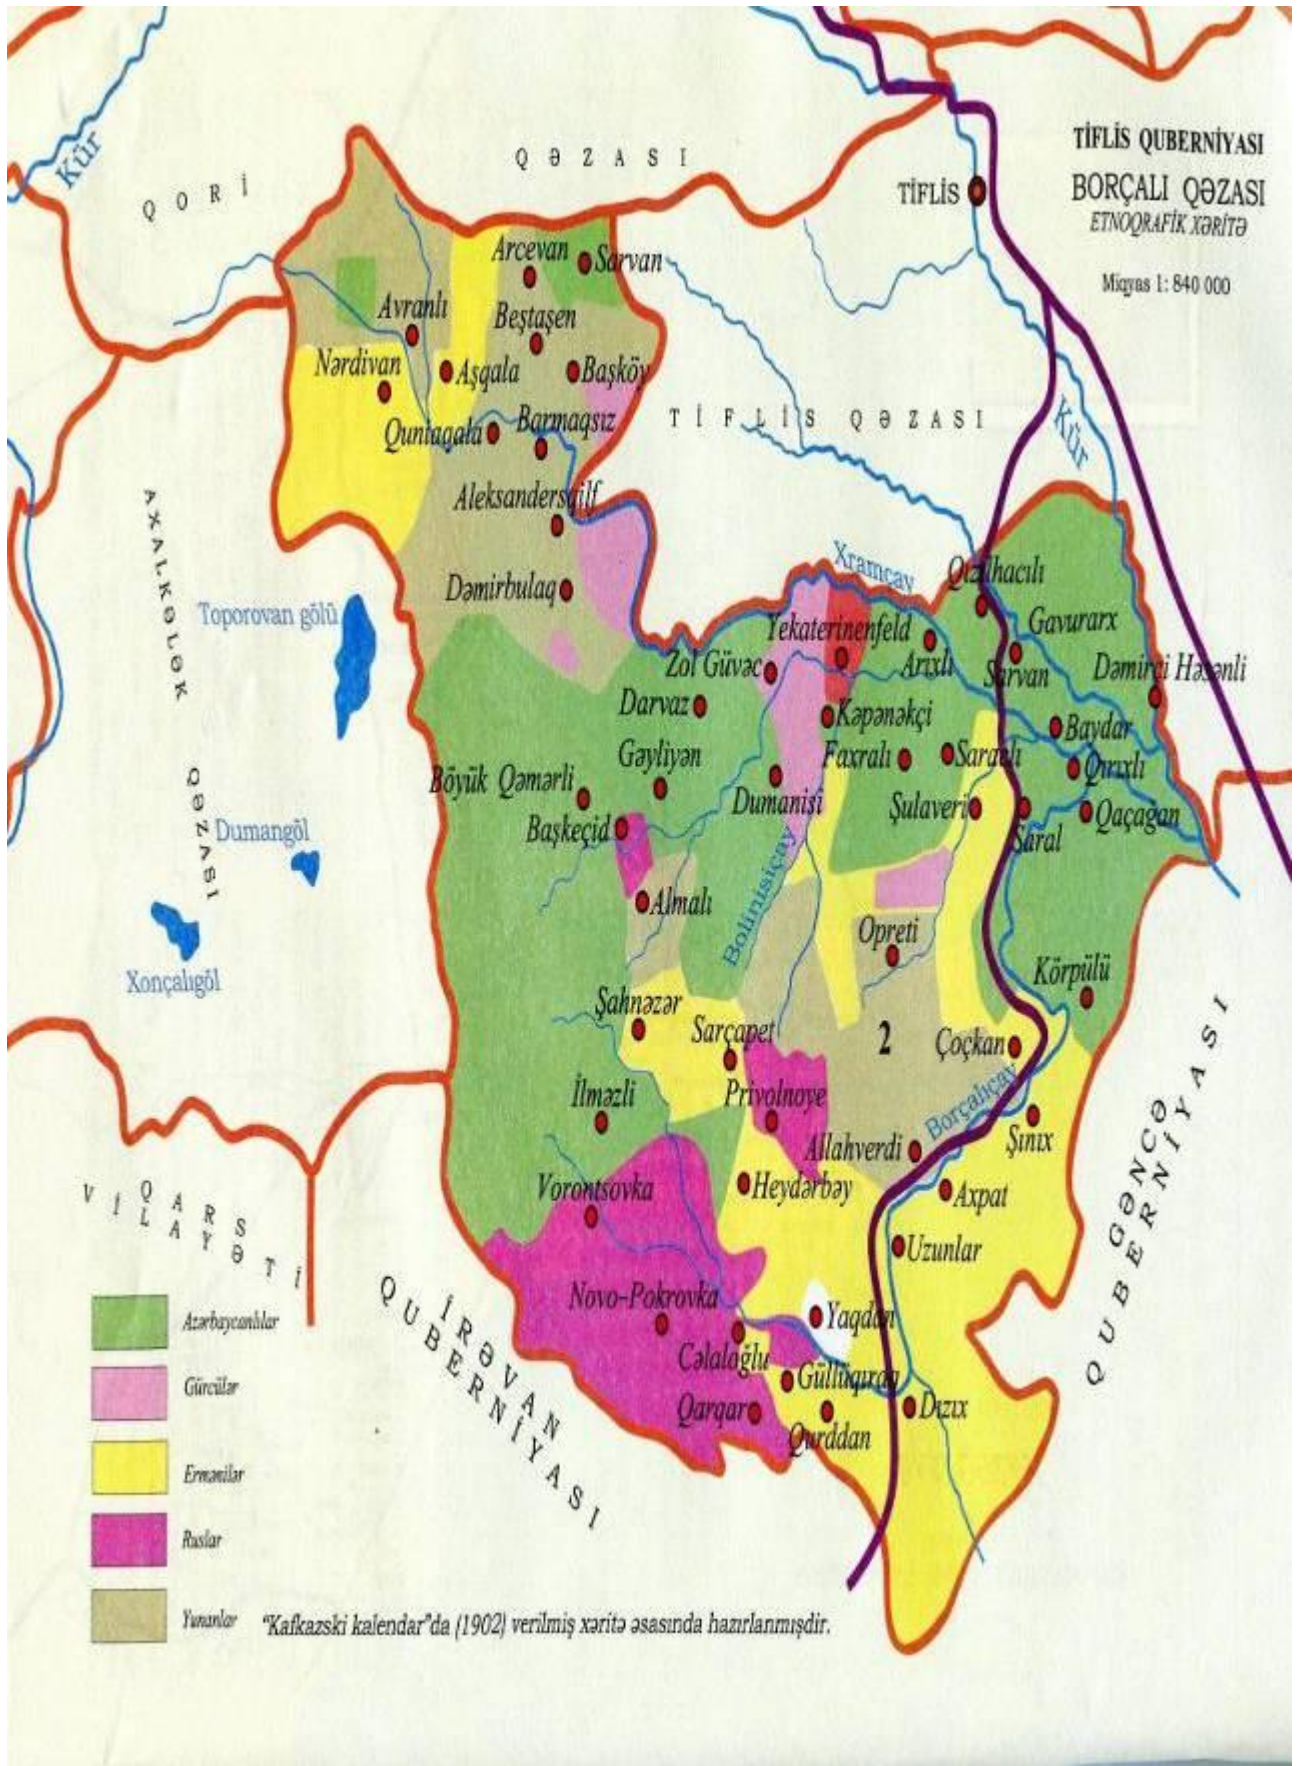 TİFLİS QUBERNİYASI
BORÇALI QƏZASI
ETNOQRAFİK XƏRİTƏ
Miqyas 1: 840 000
Kür
QORİ QƏZASI
TİFLİS
Arcevan
Sarvan
Avranlı
Beştaşen
Nərdivan
Aşqala
Başköy
Quniaqala
Barmaqsız
TİFLİS QƏZASI
Kür
Aleksandersgilf
AXALKƏLƏK QƏZASI
Dəmirbulaq
Xramçay
Qızılhacılı
Toporovan gölü
Yekaterinenfeld
Gavurarx
Zol Güvəc
Arıxlı
Sarvan
Dəmirçi Həsənli
Darvaz
Kəpənəkçi
Baydar
Gəyliyən
Faxralı
Saraclı
Qırıxlı
Böyük Qəmərli
Dumanisi
Şulaveri
Qaçağan
Dumangöl
Başkeçid
Saral
Almalı
Bolinisiçay
Opreti
Xonçalıgöl
Körpülü
Şahnəzər
Sarçapet
2
Çoçkan
İlməzli
Privolnoye
Borçalıçay
Şınıx
Allahverdi
QARS
VİLAYƏTİ
Vorontsovka
Heydərbəy
Axpat
GƏNCƏ
QUBERNİYASI
Uzunlar
Novo-Pokrovka
Yaqdan
İRƏVAN
QUBERNİYASI
Cəlaloğlu
Güllüqıraq
Qarqar
Dızıx
Qurddan
Azərbaycanlılar
Gürcülər
Ermənilər
Ruslar
Yunanlar
"Kafkazski kalendar"da (1902) verilmiş xəritə əsasında hazırlanmışdir.